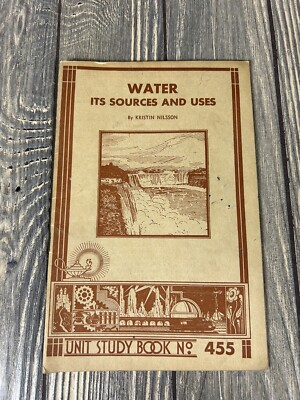 WATER
ITS SOURCES AND USES
By KRISTIN NILSSON
UNIT STUDY BOOK No. 455